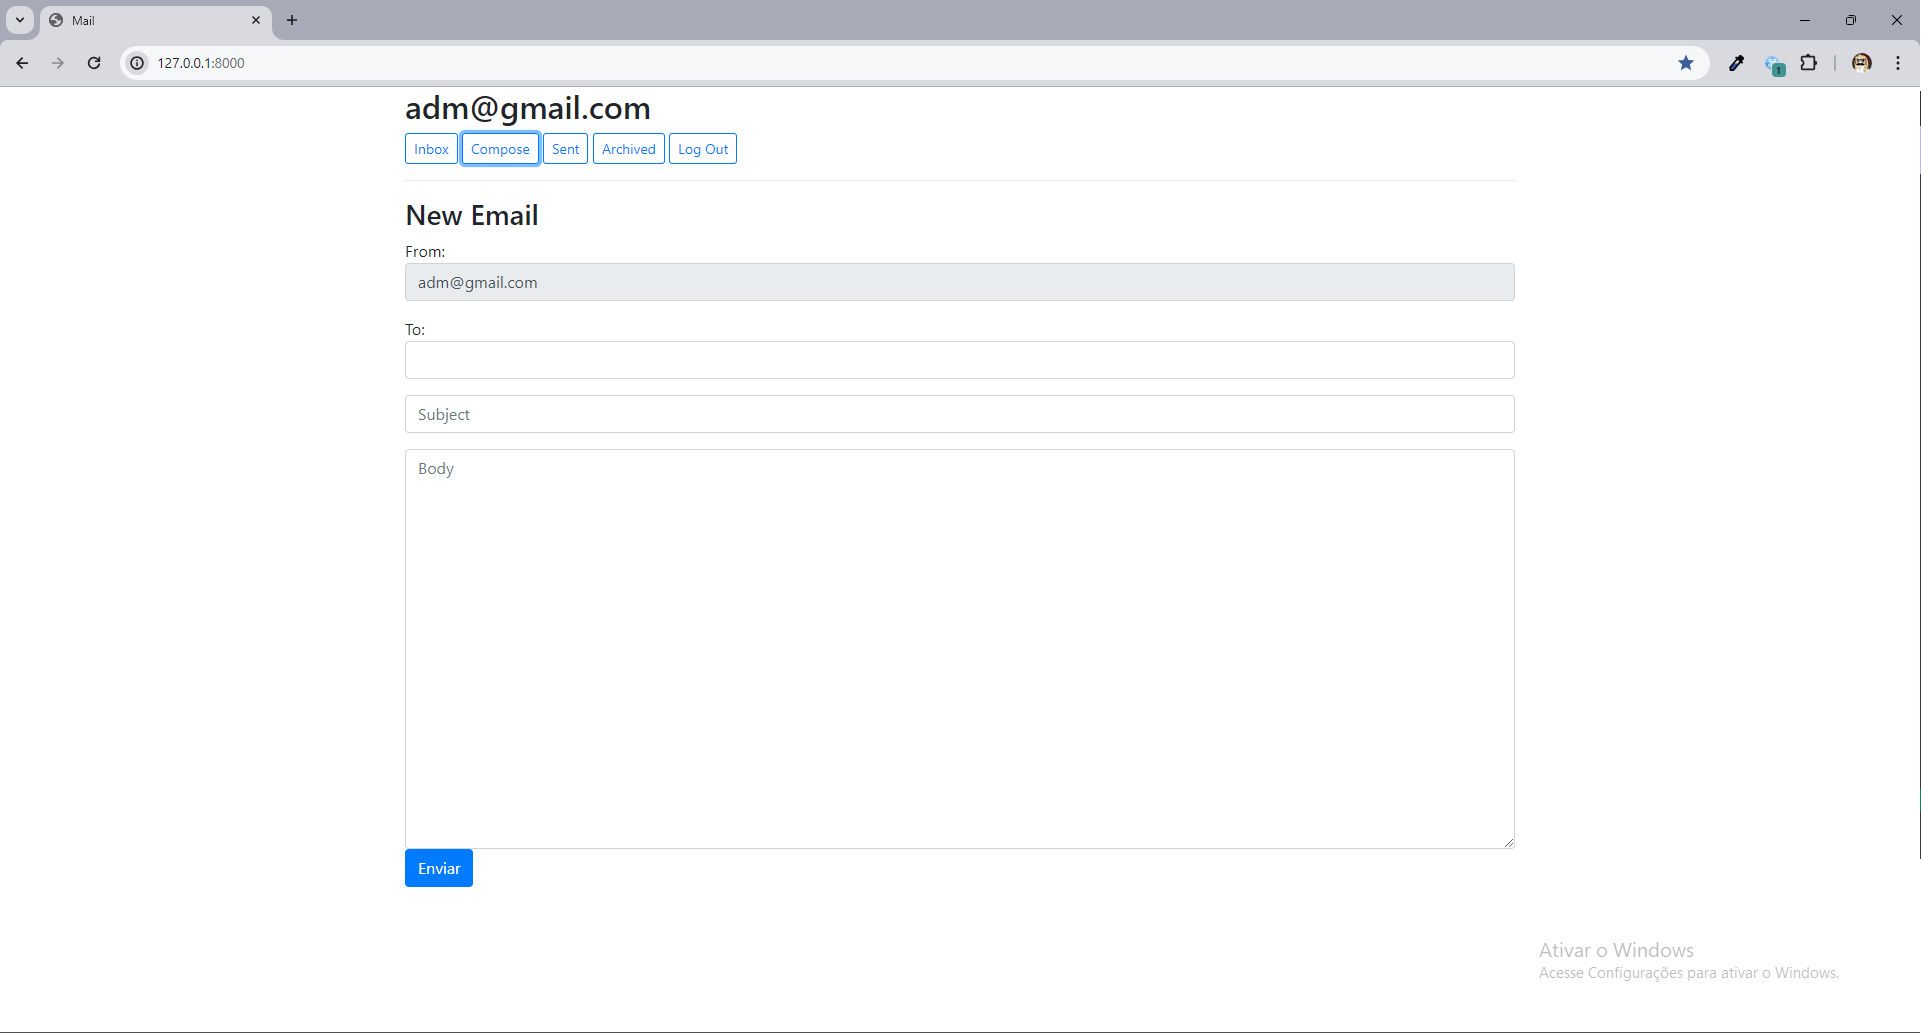 Mail
127.0.0.1:8000
1
adm@gmail.com
Inbox Compose Sent Archived Log Out
New Email
From:
adm@gmail.com
To:
Subject
Body
Enviar
Ativar o Windows
Acesse Configurações para ativar o Windows.